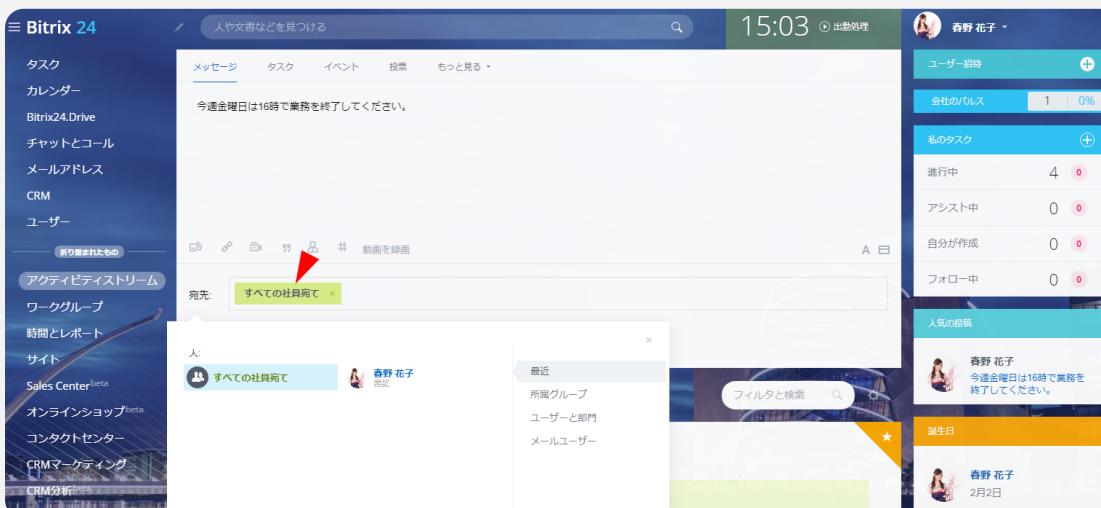 Bitrix 24
人や文書などを見つける
15:03 出勤処理
春野 花子
タスク
カレンダー
Bitrix24.Drive
チャットとコール
メールアドレス
CRM
ユーザー
折り畳まれたもの
アクティビティストリーム
ワークグループ
時間とレポート
サイト
Sales Center beta
オンラインショップ beta
コンタクトセンター
CRMマーケティング
CRM分析
メッセージ タスク イベント 投票 もっと見る
今週金曜日は16時で業務を終了してください。
動画を録画
A
宛先: すべての社員宛て ×
×
人:
すべての社員宛て
春野 花子
書記
最近
所属グループ
ユーザーと部門
メールユーザー
フィルタと検索
ユーザー招待
会社のパルス 1 0%
私のタスク
進行中 4 0
アシスト中 0 0
自分が作成 0 0
フォロー中 0 0
人気の投稿
春野 花子
今週金曜日は16時で業務を
終了してください。
誕生日
春野 花子
2月2日